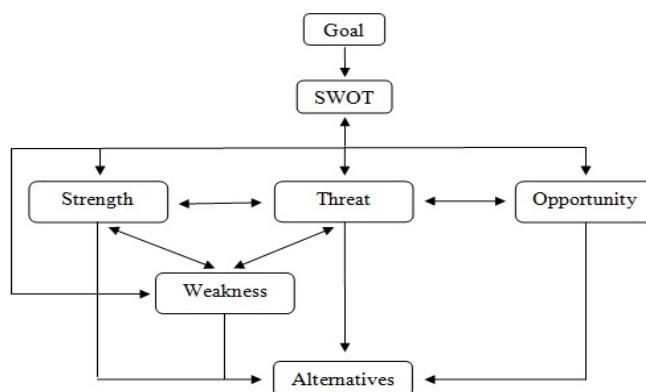 Goal
SWOT
Strength
Threat
Opportunity
Weakness
Alternatives